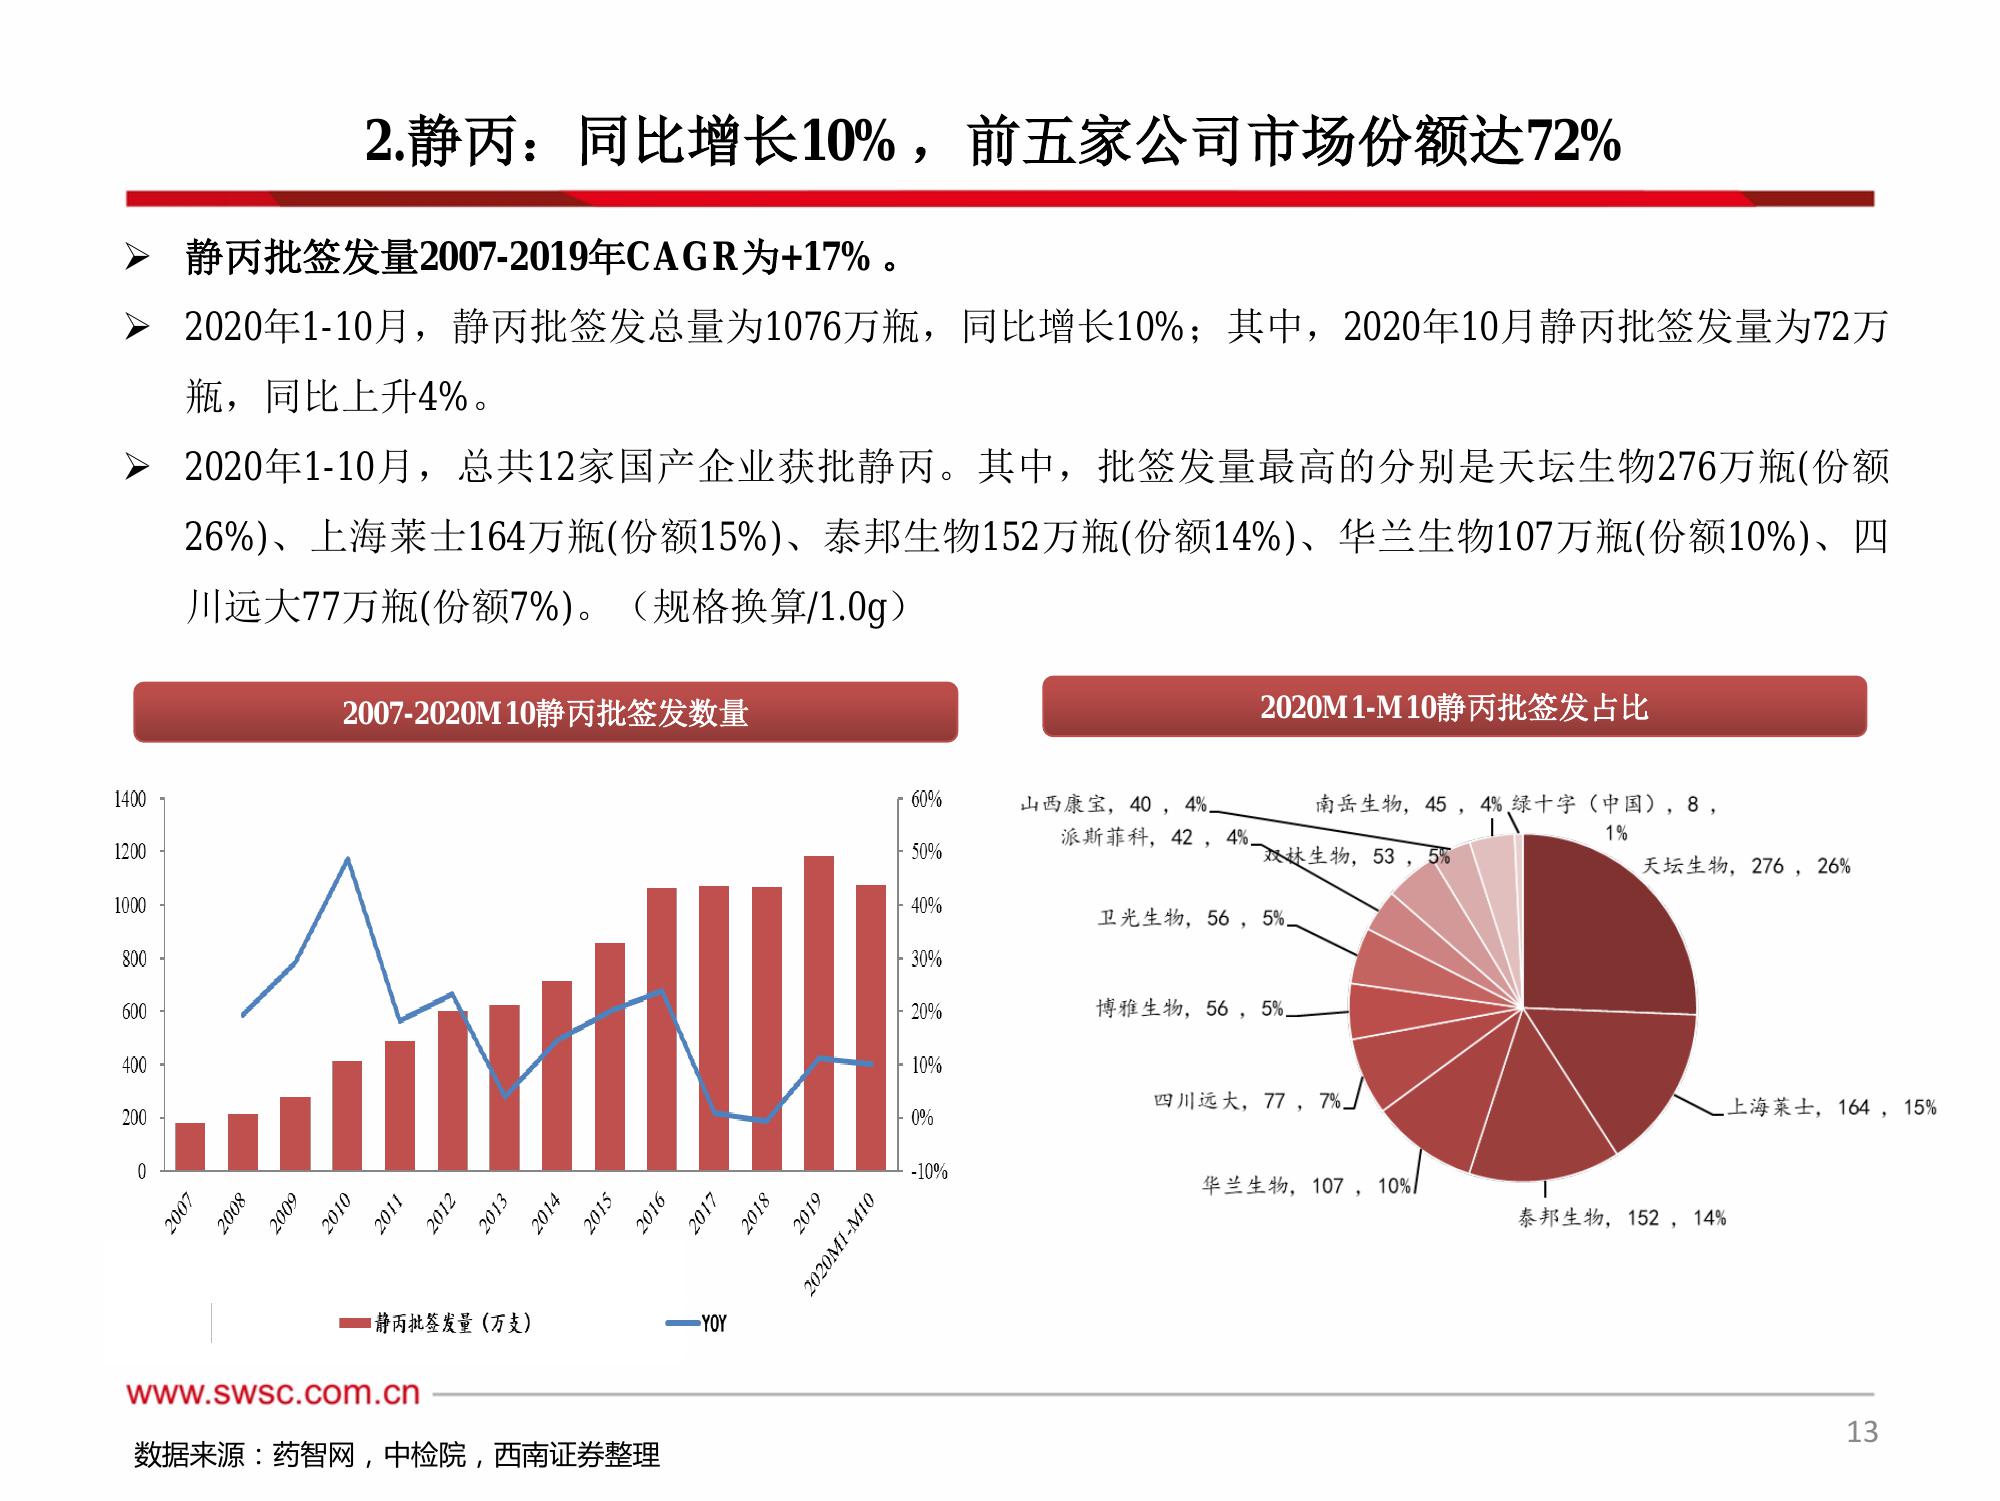 2.静丙：同比增长10%，前五家公司市场份额达72%
➢ 静丙批签发量2007-2019年CAGR为+17%。
➢ 2020年1-10月，静丙批签发总量为1076万瓶，同比增长10%；其中，2020年10月静丙批签发量为72万
瓶，同比上升4%。
➢ 2020年1-10月，总共12家国产企业获批静丙。其中，批签发量最高的分别是天坛生物276万瓶(份额
26%)、上海莱士164万瓶(份额15%)、泰邦生物152万瓶(份额14%)、华兰生物107万瓶(份额10%)、四
川远大77万瓶(份额7%)。（规格换算/1.0g）
2007-2020M10静丙批签发数量
1400
1200
1000
800
600
400
200
0
60%
50%
40%
30%
20%
10%
0%
-10%
2007
2008
2009
2010
2011
2012
2013
2014
2015
2016
2017
2018
2019
2020M1-M10
静丙批签发量（万支）
YOY
2020M1-M10静丙批签发占比
山西康宝, 40 , 4%
南岳生物, 45 , 4%
绿十字（中国）, 8 ,
1%
派斯菲科, 42 , 4%
双林生物, 53 , 5%
天坛生物, 276 , 26%
卫光生物, 56 , 5%
博雅生物, 56 , 5%
四川远大, 77 , 7%
上海莱士, 164 , 15%
华兰生物, 107 , 10%
泰邦生物, 152 , 14%
www.swsc.com.cn
13
数据来源：药智网，中检院，西南证券整理